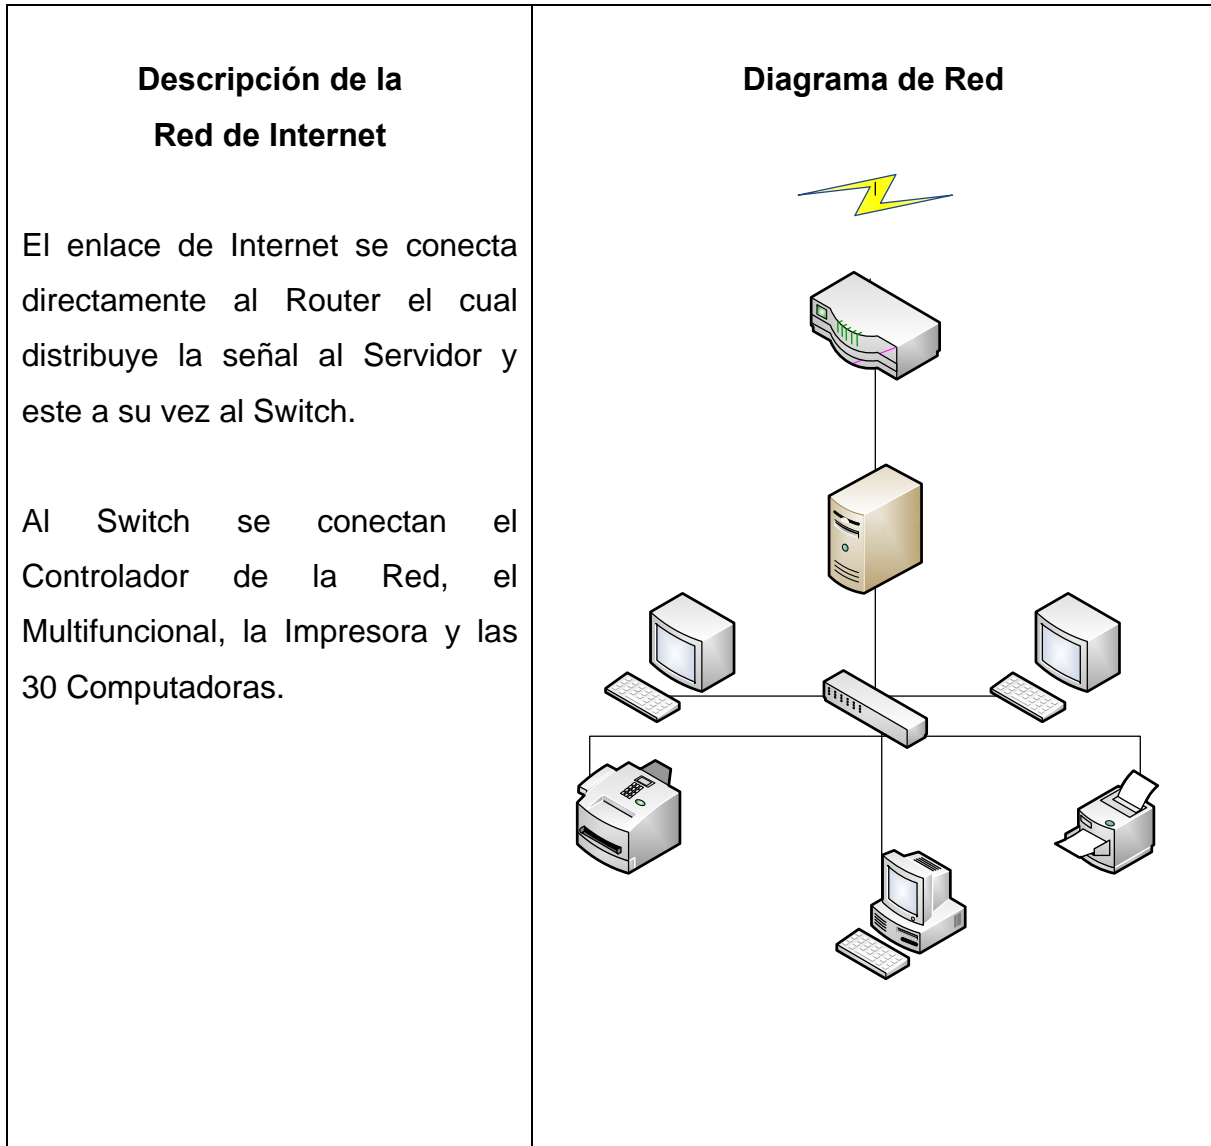 Descripción de la
Red de Internet
El enlace de Internet se conecta
directamente al Router el cual
distribuye la señal al Servidor y
este a su vez al Switch.
Al Switch se conectan el
Controlador de la Red, el
Multifuncional, la Impresora y las
30 Computadoras.
Diagrama de Red
I